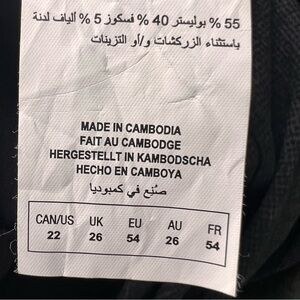 55 % بوليستر 40 % فسكوز 5 % ألياف لدنة
باستثناء الزركشات و/أو التزيينات
MADE IN CAMBODIA
FAIT AU CAMBODGE
HERGESTELLT IN KAMBODSCHA
HECHO EN CAMBOYA
صُنِع في كمبوديا
CAN/US UK EU AU FR
22 26 54 26 54